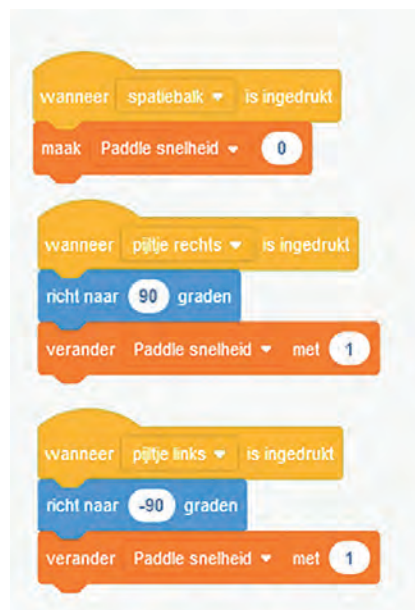 wanneer spatiebalk is ingedrukt
maak Paddle snelheid 0
wanneer pijltje rechts is ingedrukt
richt naar 90 graden
verander Paddle snelheid met 1
wanneer pijltje links is ingedrukt
richt naar -90 graden
verander Paddle snelheid met 1